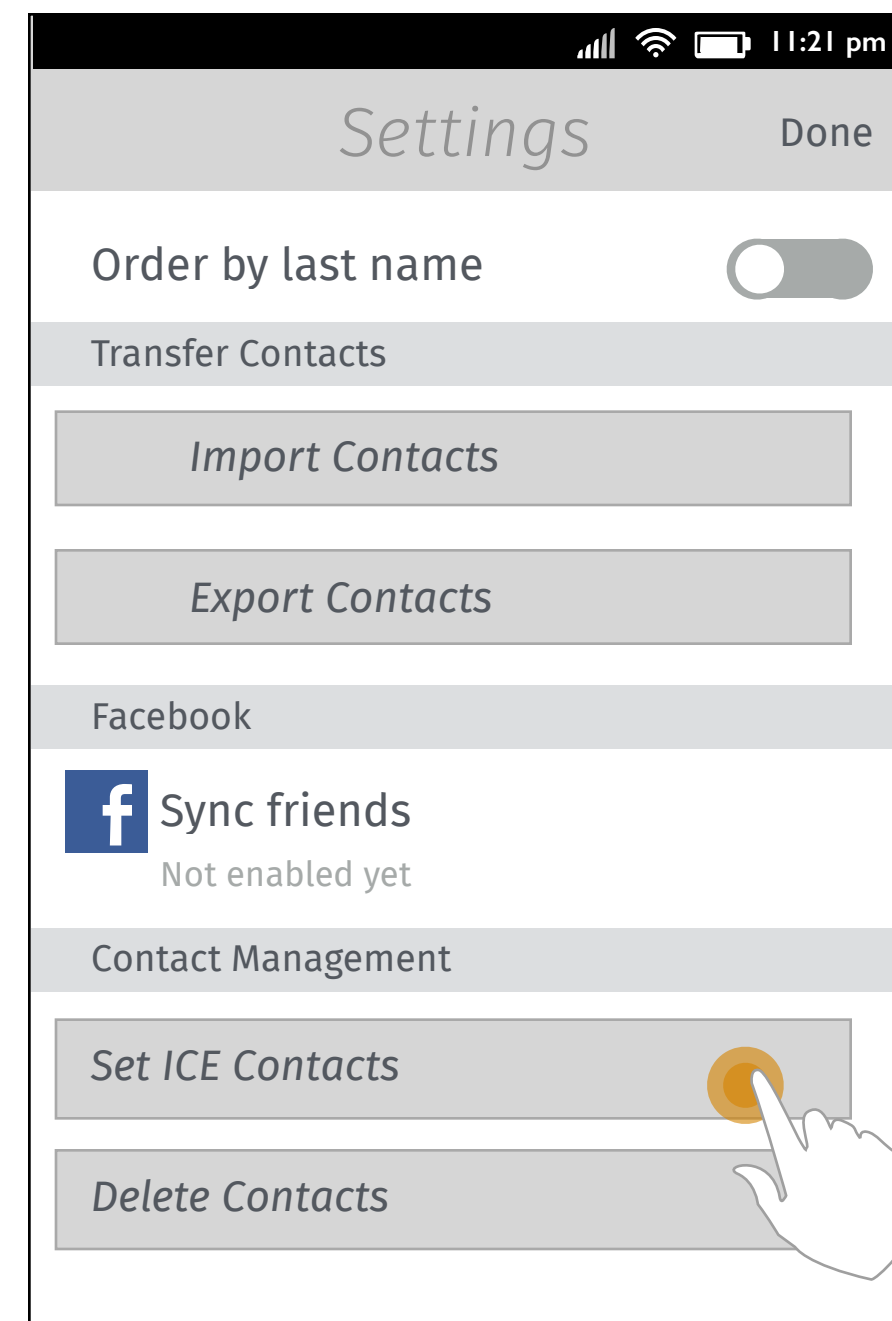 11:21 pm
Settings
Done
Order by last name
Transfer Contacts
Import Contacts
Export Contacts
Facebook
f
Sync friends
Not enabled yet
Contact Management
Set ICE Contacts
Delete Contacts